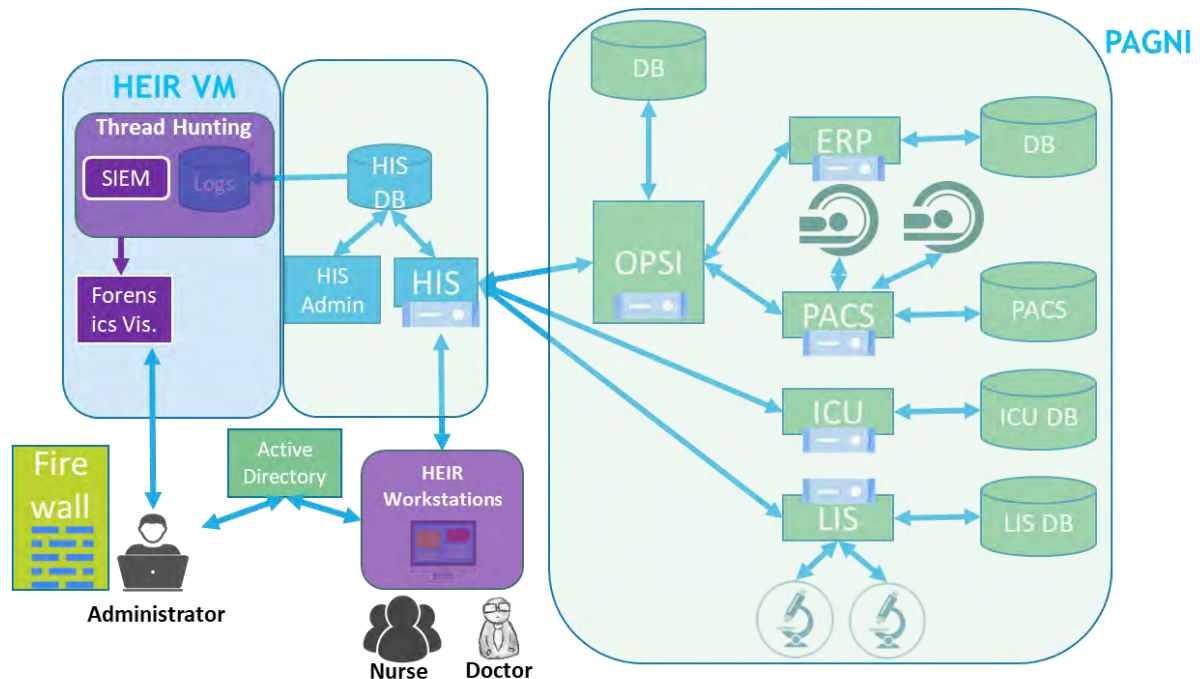 PAGNI
HEIR VM
Thread Hunting
SIEM
Logs
HIS
DB
Forens
ics Vis.
HIS
Admin
HIS
DB
OPSI
ERP
DB
PACS
PACS
ICU
ICU DB
LIS
LIS DB
Fire
wall
Active
Directory
HEIR
Workstations
Administrator
Nurse
Doctor